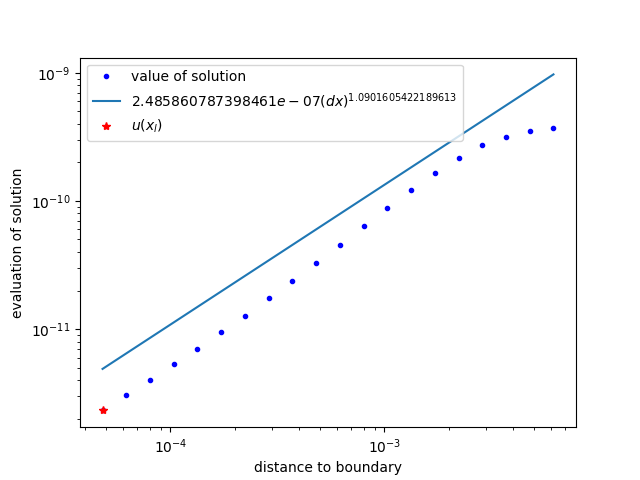 value of solution
2.485860787398461e − 07(dx)^1.0901605422189613
u(x_l)
10^-9
10^-10
10^-11
evaluation of solution
10^-4
10^-3
distance to boundary